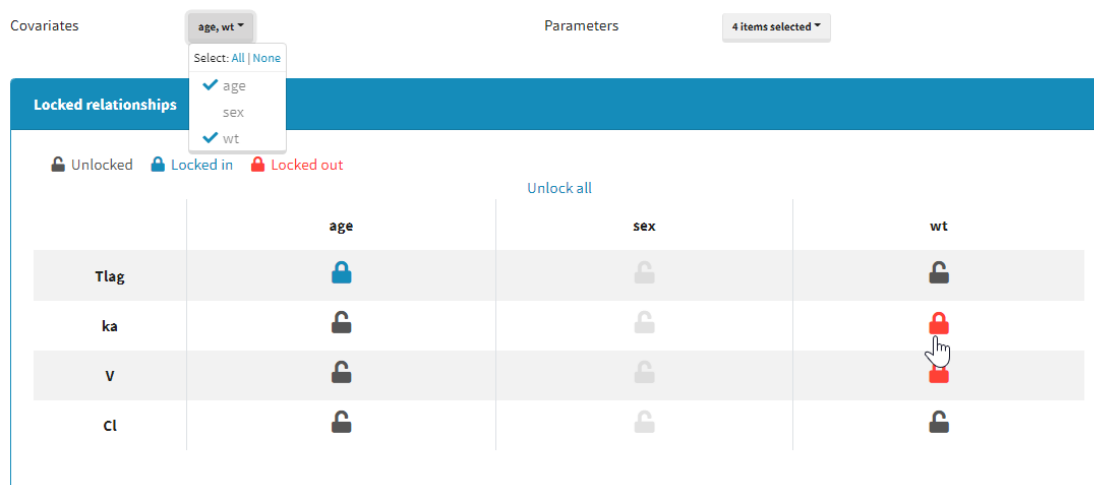 Covariates age, wt Parameters 4 items selected
Select: All | None
age
sex
wt
Locked relationships
Unlocked Locked in Locked out
Unlock all
age sex wt
Tlag
ka
V
Cl